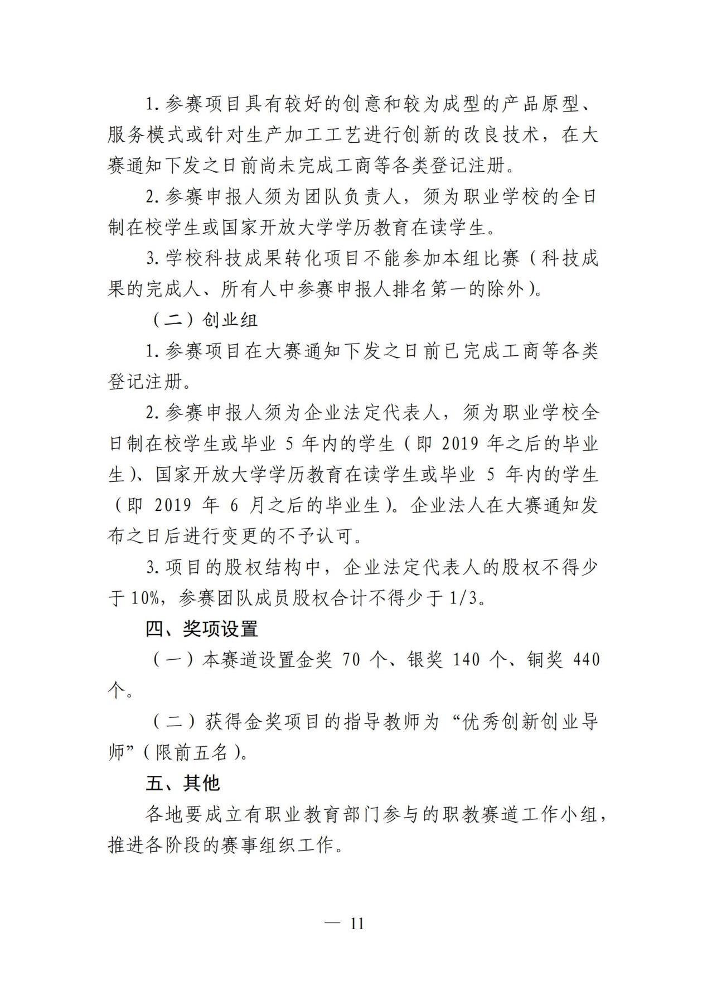 1. 参赛项目具有较好的创意和较为成型的产品原型、
服务模式或针对生产加工工艺进行创新的改良技术，在大
赛通知下发之日前尚未完成工商等各类登记注册。
2. 参赛申报人须为团队负责人，须为职业学校的全日
制在校学生或国家开放大学学历教育在读学生。
3. 学校科技成果转化项目不能参加本组比赛（科技成
果的完成人、所有人中参赛申报人排名第一的除外）。
（二）创业组
1. 参赛项目在大赛通知下发之日前已完成工商等各类
登记注册。
2. 参赛申报人须为企业法定代表人，须为职业学校全
日制在校学生或毕业 5 年内的学生（即 2019 年之后的毕业
生）、国家开放大学学历教育在读学生或毕业 5 年内的学生
（即 2019 年 6 月之后的毕业生）。企业法人在大赛通知发
布之日后进行变更的不予认可。
3. 项目的股权结构中，企业法定代表人的股权不得少
于 10%，参赛团队成员股权合计不得少于 1/3。
四、奖项设置
（一）本赛道设置金奖 70 个、银奖 140 个、铜奖 440
个。
（二）获得金奖项目的指导教师为“优秀创新创业导
师”（限前五名）。
五、其他
各地要成立有职业教育部门参与的职教赛道工作小组，
推进各阶段的赛事组织工作。
— 11